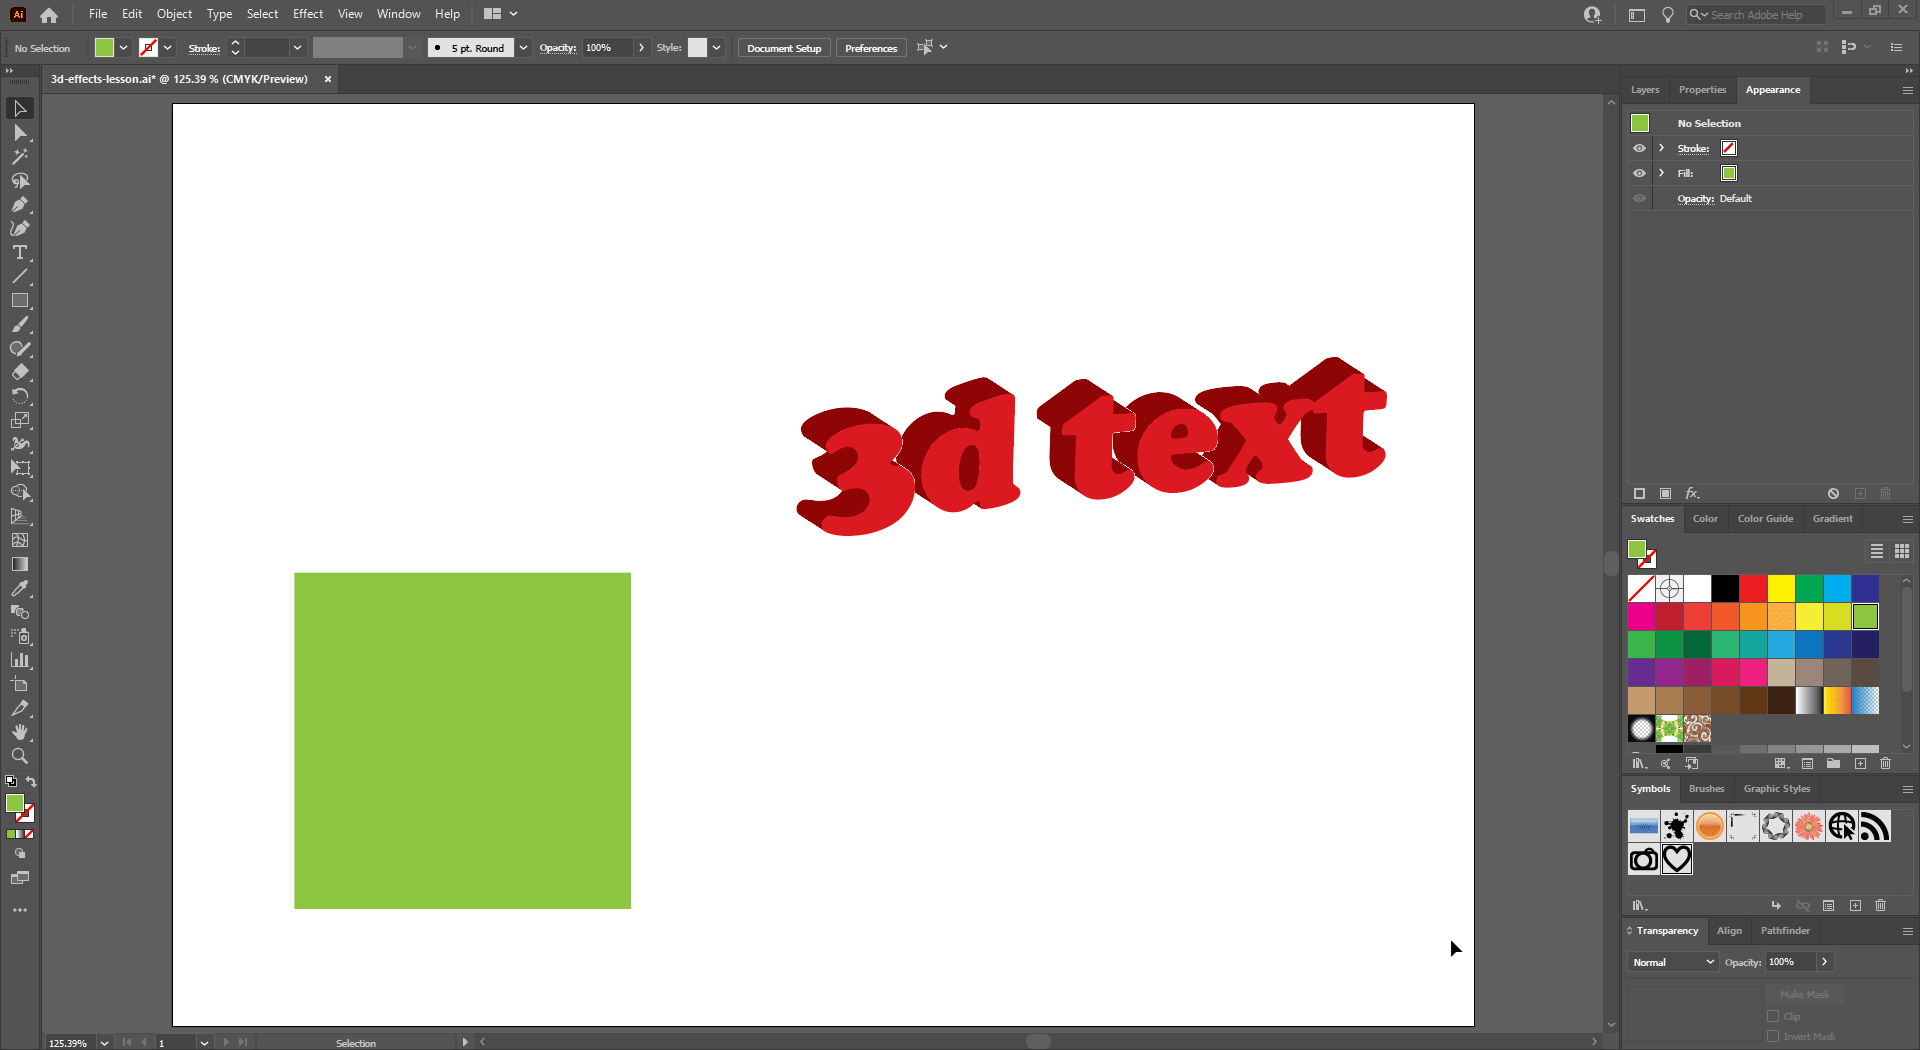 Ai File Edit Object Type Select Effect View Window Help Search Adobe Help
No Selection Stroke: 5 pt. Round Opacity: 100% Style: Document Setup Preferences
3d-effects-lesson.ai* @ 125.39 % (CMYK/Preview) ×
Layers Properties Appearance
No Selection
Stroke:
Fill:
Opacity: Default
fx.
3d text
Swatches Color Color Guide Gradient
Symbols Brushes Graphic Styles
Transparency Align Pathfinder
Normal Opacity: 100%
Make Mask
Clip
Invert Mask
125.39% 1 Selection